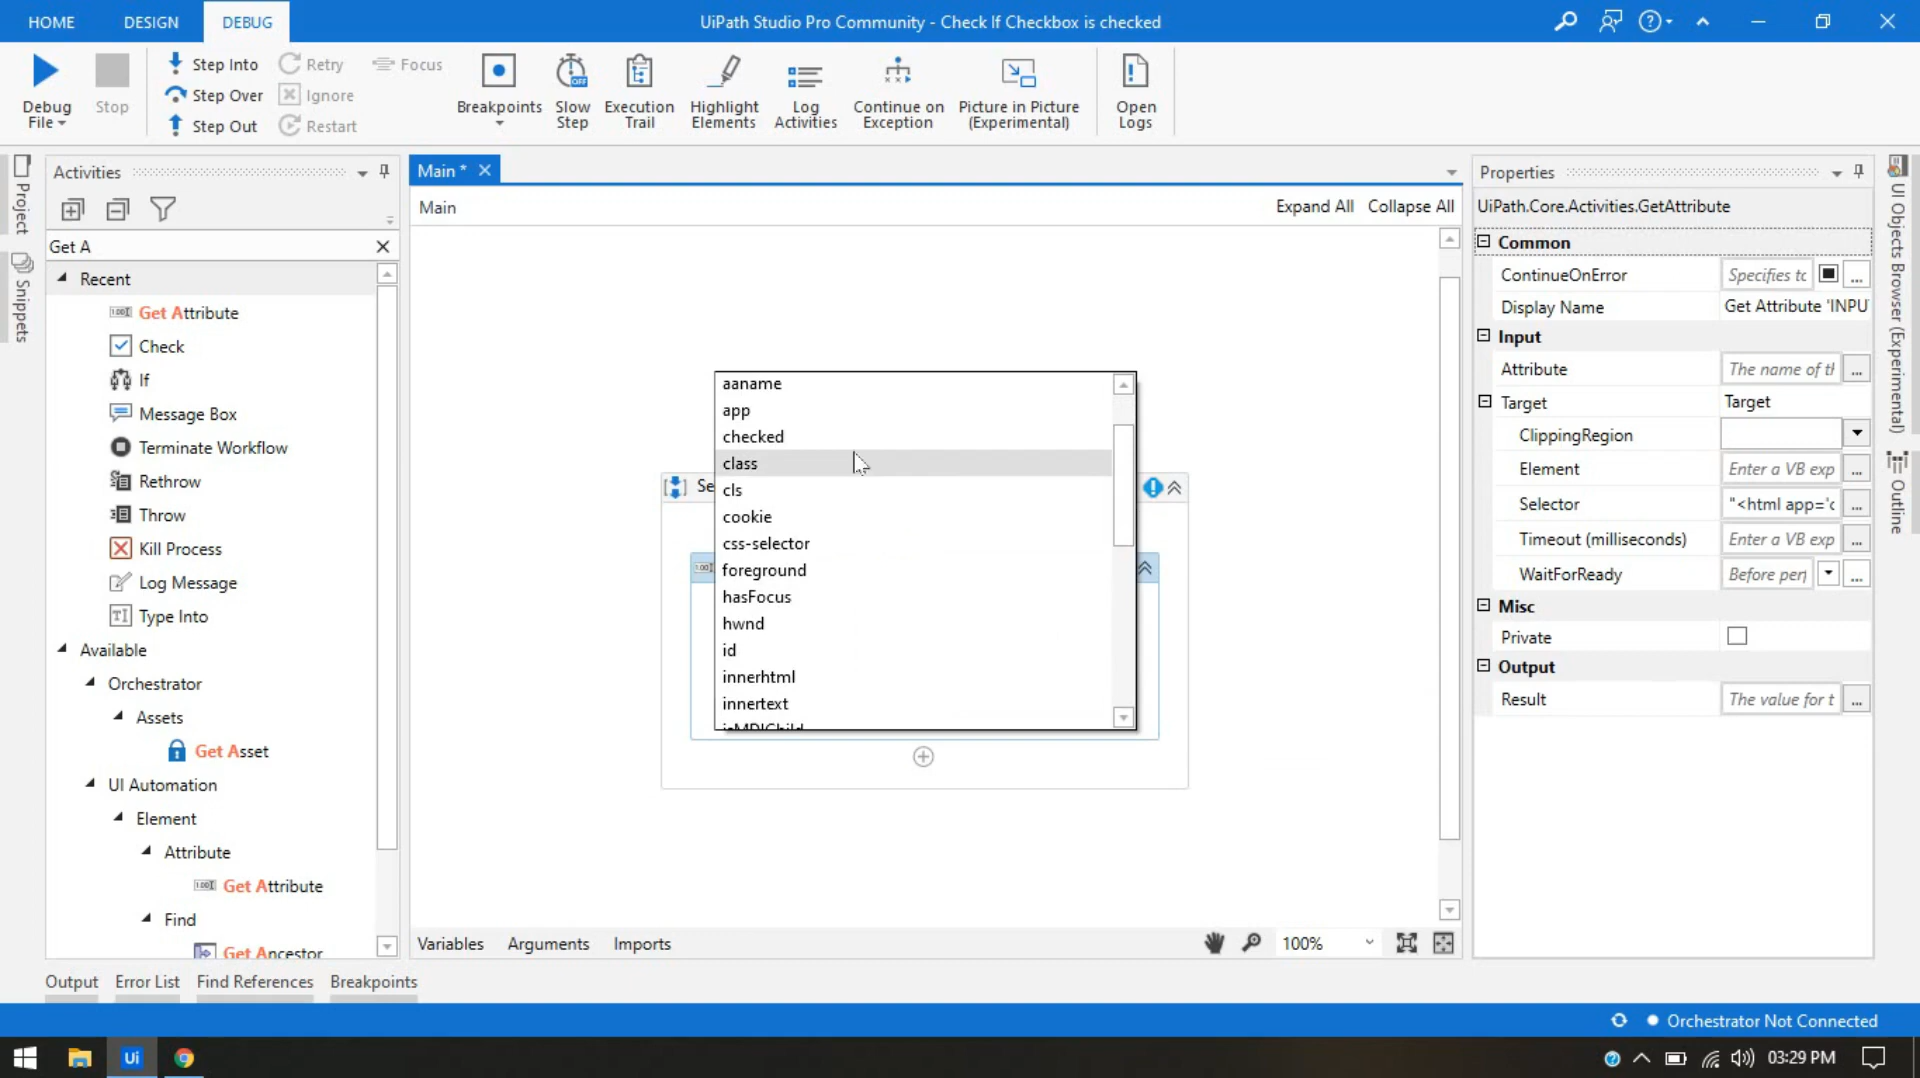 HOME
DESIGN
DEBUG
UiPath Studio Pro Community - Check If Checkbox is checked
Debug File
Stop
Step Into
Step Over
Step Out
Retry
Ignore
Restart
Focus
Breakpoints
Slow Step
Execution Trail
Highlight Elements
Log Activities
Continue on Exception
Picture in Picture (Experimental)
Open Logs
Project
Snippets
Activities
Get A
Recent
Get Attribute
Check
If
Message Box
Terminate Workflow
Rethrow
Throw
Kill Process
Log Message
Type Into
Available
Orchestrator
Assets
Get Asset
UI Automation
Element
Attribute
Get Attribute
Find
Get Ancestor
Main *
Main
Expand All
Collapse All
Se
aaname
app
checked
class
cls
cookie
css-selector
foreground
hasFocus
hwnd
id
innerhtml
innertext
isMDIChild
Variables
Arguments
Imports
100%
Properties
UiPath.Core.Activities.GetAttribute
Common
ContinueOnError
Specifies to
Display Name
Get Attribute 'INPU
Input
Attribute
The name of th
Target
Target
ClippingRegion
Element
Enter a VB exp
Selector
"<html app='c
Timeout (milliseconds)
Enter a VB exp
WaitForReady
Before perf
Misc
Private
Output
Result
The value for t
UI Objects Browser (Experimental)
Outline
Output
Error List
Find References
Breakpoints
Orchestrator Not Connected
Ui
03:29 PM